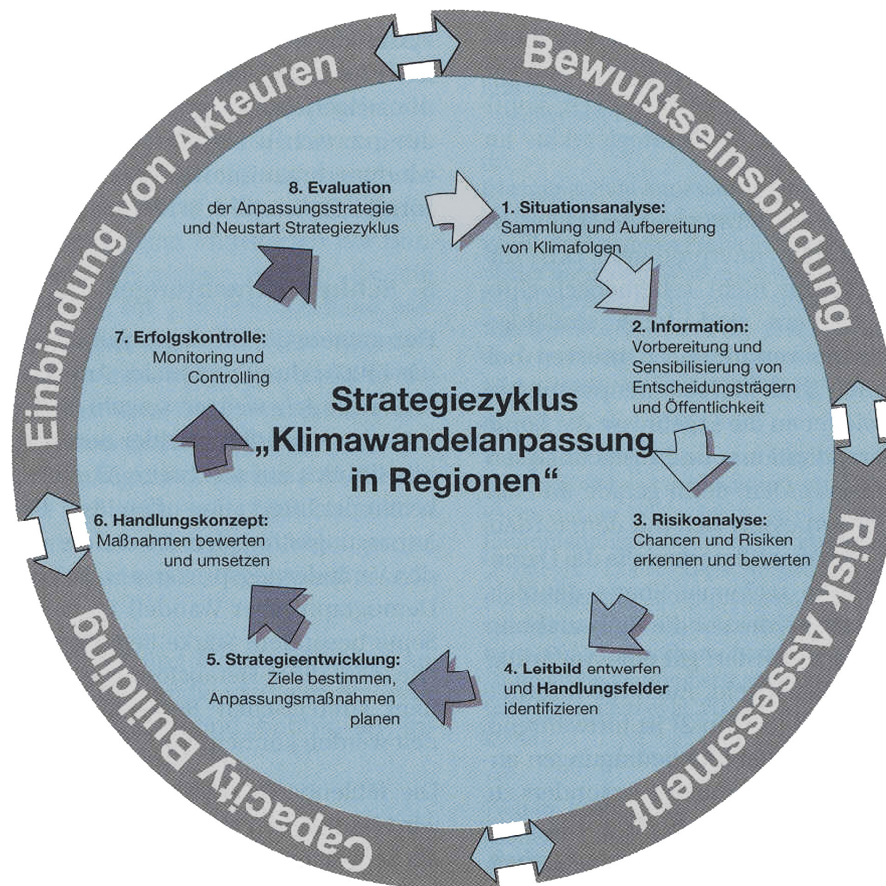 Einbindung von Akteuren
Bewußtseinsbildung
Risk Assessment
Capacity Building
Strategiezyklus
„Klimawandelanpassung
in Regionen“
1. Situationsanalyse:
Sammlung und Aufbereitung
von Klimafolgen
2. Information:
Vorbereitung und
Sensibilisierung von
Entscheidungsträgern
und Öffentlichkeit
3. Risikoanalyse:
Chancen und Risiken
erkennen und bewerten
4. Leitbild entwerfen
und Handlungsfelder
identifizieren
5. Strategieentwicklung:
Ziele bestimmen,
Anpassungsmaßnahmen
planen
6. Handlungskonzept:
Maßnahmen bewerten
und umsetzen
7. Erfolgskontrolle:
Monitoring und
Controlling
8. Evaluation
der Anpassungsstrategie
und Neustart Strategiezyklus